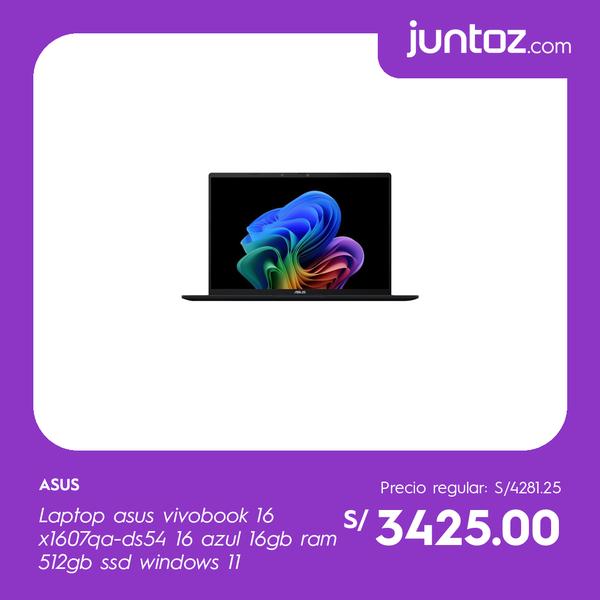 juntoz.com
ASUS
ASUS
Precio regular: S/4281.25
Laptop asus vivobook 16
x1607qa-ds54 16 azul 16gb ram
512gb ssd windows 11
S/ 3425.00